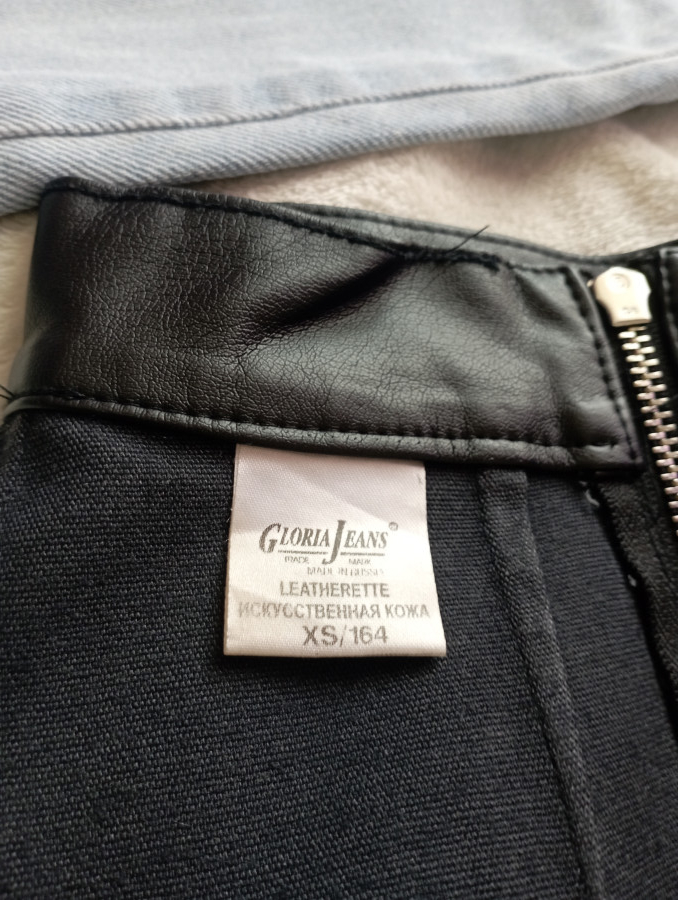 GLORIA JEANS®
TRADE MARK
MADE IN RUSSIA
LEATHERETTE
ИСКУССТВЕННАЯ КОЖА
XS/164